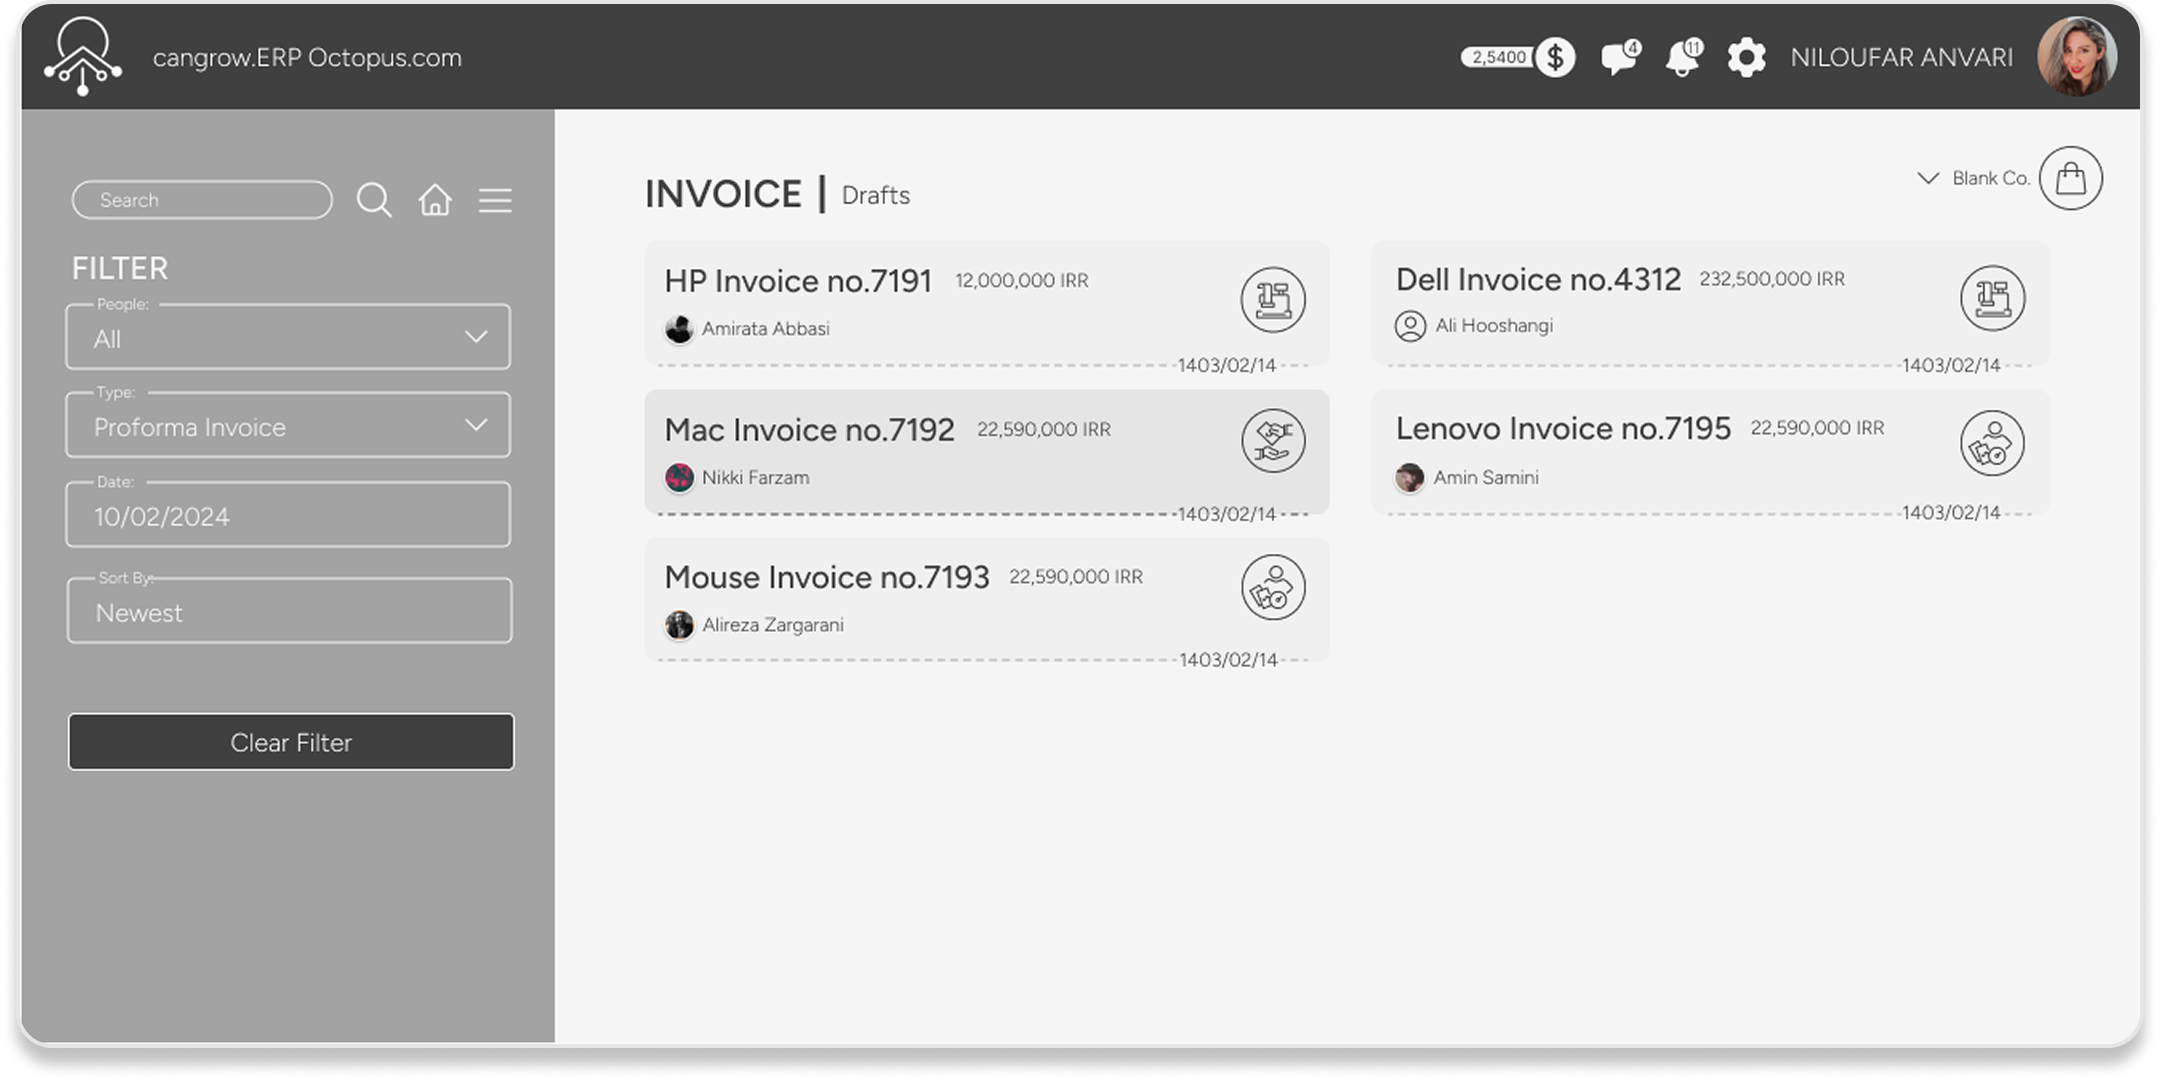 cangrow.ERP Octopus.com
2,5400 $
4
11
NILOUFAR ANVARI
Search
FILTER
People:
All
Type:
Proforma Invoice
Date:
10/02/2024
Sort By:
Newest
Clear Filter
INVOICE | Drafts
Blank Co.
HP Invoice no.7191 12,000,000 IRR
Amirata Abbasi
1403/02/14
Dell Invoice no.4312 232,500,000 IRR
Ali Hooshangi
1403/02/14
Mac Invoice no.7192 22,590,000 IRR
Nikki Farzam
1403/02/14
Lenovo Invoice no.7195 22,590,000 IRR
Amin Samini
1403/02/14
Mouse Invoice no.7193 22,590,000 IRR
Alireza Zargarani
1403/02/14